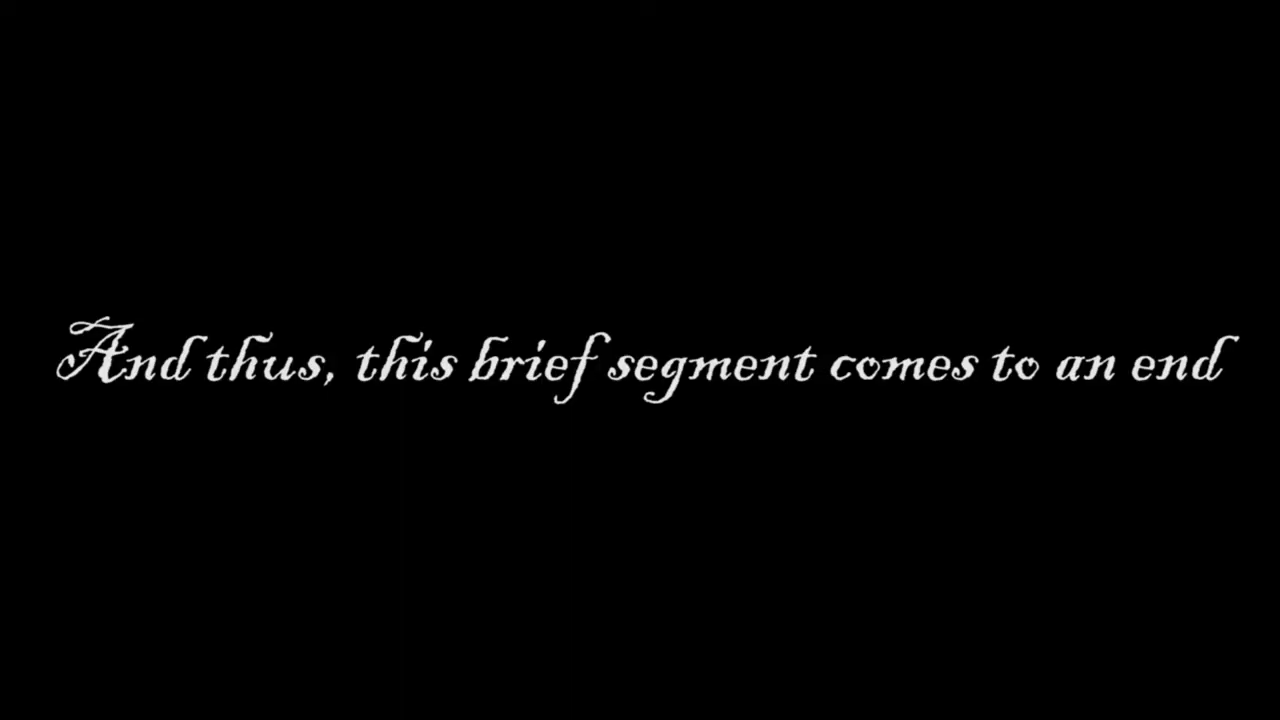 And thus, this brief segment comes to an end